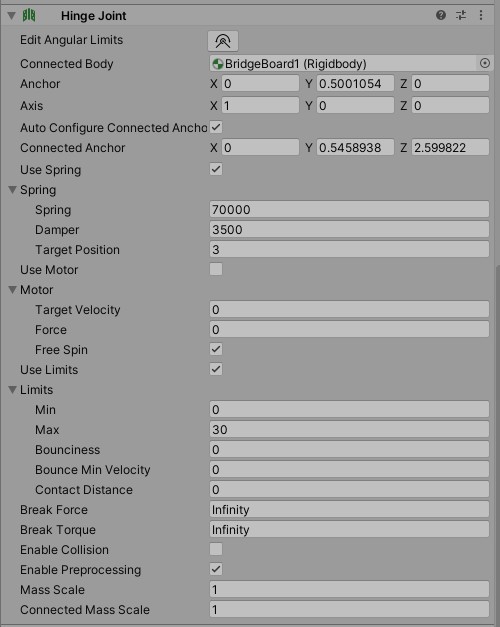 Hinge Joint
Edit Angular Limits
Connected Body BridgeBoard1 (Rigidbody)
Anchor X 0 Y 0.5001054 Z 0
Axis X 1 Y 0 Z 0
Auto Configure Connected Ancho
Connected Anchor X 0 Y 0.5458938 Z 2.599822
Use Spring
Spring
Spring 70000
Damper 3500
Target Position 3
Use Motor
Motor
Target Velocity 0
Force 0
Free Spin
Use Limits
Limits
Min 0
Max 30
Bounciness 0
Bounce Min Velocity 0
Contact Distance 0
Break Force Infinity
Break Torque Infinity
Enable Collision
Enable Preprocessing
Mass Scale 1
Connected Mass Scale 1